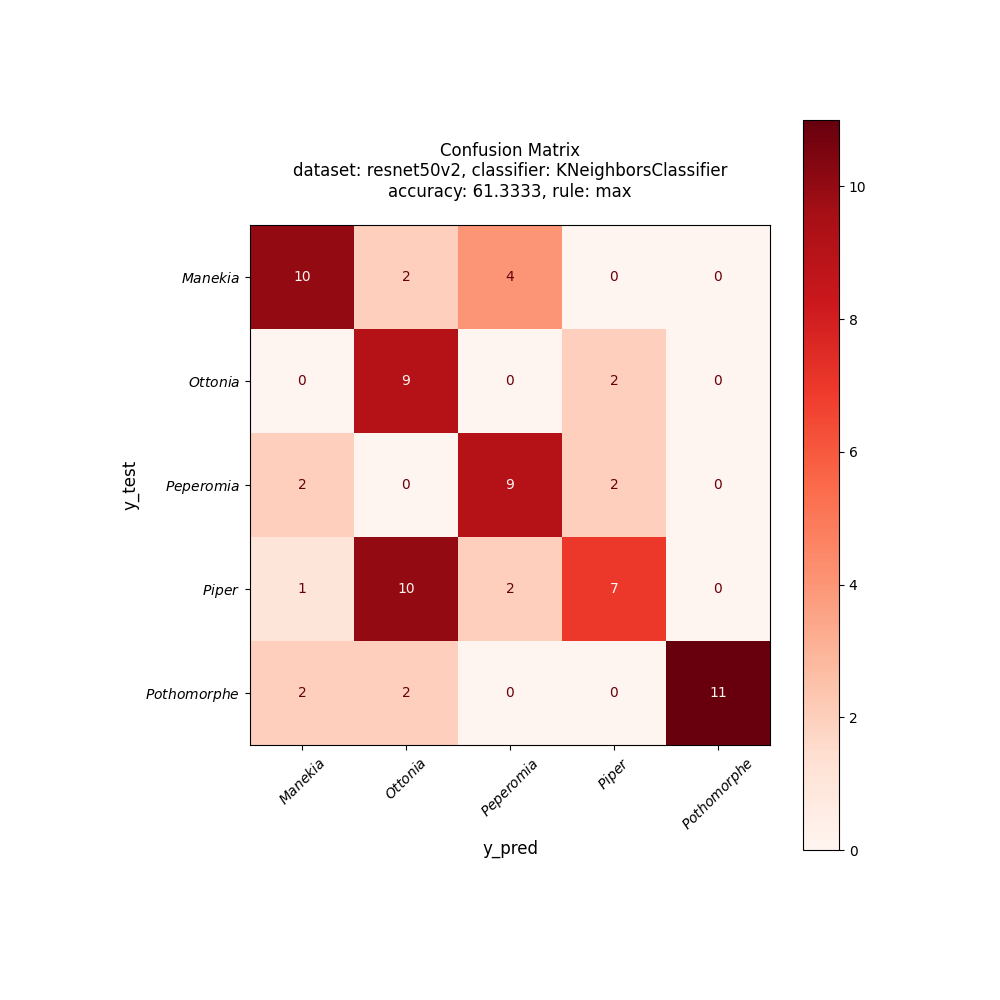 Confusion Matrix
dataset: resnet50v2, classifier: KNeighborsClassifier
accuracy: 61.3333, rule: max
Manekia 10 2 4 0 0
Ottonia 0 9 0 2 0
Peperomia 2 0 9 2 0
Piper 1 10 2 7 0
Pothomorphe 2 2 0 0 11
Manekia Ottonia Peperomia Piper Pothomorphe
y_test
y_pred
10
8
6
4
2
0